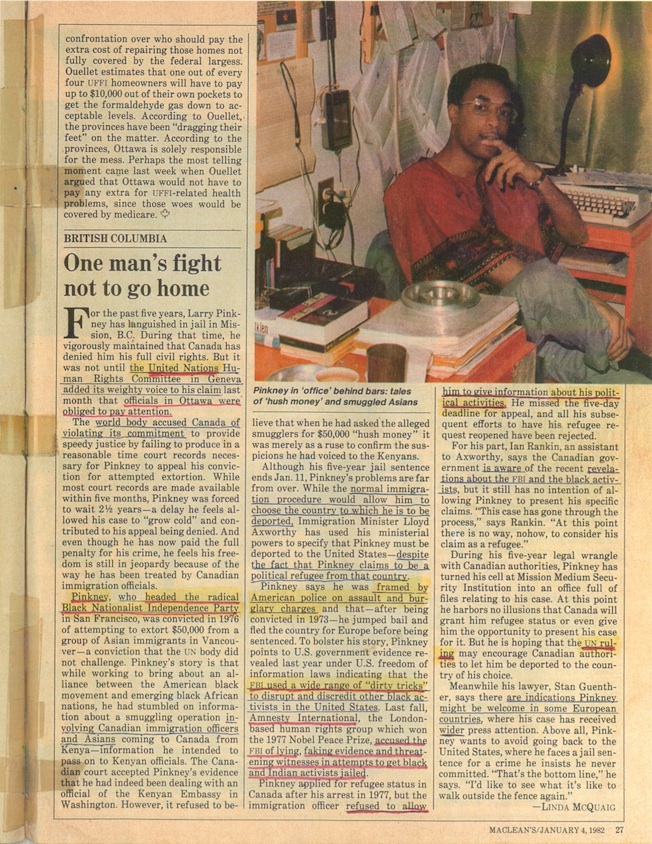 confrontation over who should pay the
extra cost of repairing those homes not
fully covered by the federal largess.
Ouellet estimates that one out of every
four UFFI homeowners will have to pay
up to $10,000 out of their own pockets to
get the formaldehyde gas down to ac-
ceptable levels. According to Ouellet,
the provinces have been “dragging their
feet” on the matter. According to the
provinces, Ottawa is solely responsible
for the mess. Perhaps the most telling
moment came last week when Ouellet
argued that Ottawa would not have to
pay any extra for UFFI-related health
problems, since those woes would be
covered by medicare.
BRITISH COLUMBIA
One man’s fight
not to go home
For the past five years, Larry Pink-
ney has languished in jail in Mis-
sion, B.C. During that time, he
vigorously maintained that Canada has
denied him his full civil rights. But it
was not until the United Nations Hu-
man Rights Committee in Geneva
added its weighty voice to his claim last
month that officials in Ottawa were
obliged to pay attention.
The world body accused Canada of
violating its commitment to provide
speedy justice by failing to produce in a
reasonable time court records neces-
sary for Pinkney to appeal his convic-
tion for attempted extortion. While
most court records are made available
within five months, Pinkney was forced
to wait 2½ years—a delay he feels al-
lowed his case to “grow cold” and con-
tributed to his appeal being denied. And
even though he has now paid the full
penalty for his crime, he feels his free-
dom is still in jeopardy because of the
way he has been treated by Canadian
immigration officials.
Pinkney, who headed the radical
Black Nationalist Independence Party
in San Francisco, was convicted in 1976
of attempting to extort $50,000 from a
group of Asian immigrants in Vancou-
ver—a conviction that the UN body did
not challenge. Pinkney’s story is that
while working to bring about an al-
liance between the American black
movement and emerging black African
nations, he had stumbled on informa-
tion about a smuggling operation in-
volving Canadian immigration officers
and Asians coming to Canada from
Kenya—information he intended to
pass on to Kenyan officials. The Cana-
dian court accepted Pinkney’s evidence
that he had indeed been dealing with an
official of the Kenyan Embassy in
Washington. However, it refused to be-
Pinkney in ‘office’ behind bars: tales
of ‘hush money’ and smuggled Asians
lieve that when he had asked the alleged
smugglers for $50,000 “hush money” it
was merely as a ruse to confirm the sus-
picions he had voiced to the Kenyans.
Although his five-year jail sentence
ends Jan. 11, Pinkney’s problems are far
from over. While the normal immigra-
tion procedure would allow him to
choose the country to which he is to be
deported, Immigration Minister Lloyd
Axworthy has used his ministerial
powers to specify that Pinkney must be
deported to the United States—despite
the fact that Pinkney claims to be a
political refugee from that country.
Pinkney says he was framed by
American police on assault and bur-
glary charges and that—after being
convicted in 1973—he jumped bail and
fled the country for Europe before being
sentenced. To bolster his story, Pinkney
points to U.S. government evidence re-
vealed last year under U.S. freedom of
information laws indicating that the
FBI used a wide range of “dirty tricks”
to disrupt and discredit other black ac-
tivists in the United States. Last fall,
Amnesty International, the London-
based human rights group which won
the 1977 Nobel Peace Prize, accused the
FBI of lying, faking evidence and threat-
ening witnesses in attempts to get black
and Indian activists jailed.
Pinkney applied for refugee status in
Canada after his arrest in 1977, but the
immigration officer refused to allow
him to give information about his polit-
ical activities. He missed the five-day
deadline for appeal, and all his subse-
quent efforts to have his refugee re-
quest reopened have been rejected.
For his part, Ian Rankin, an assistant
to Axworthy, says the Canadian gov-
ernment is aware of the recent revela-
tions about the FBI and the black activ-
ists, but it still has no intention of al-
lowing Pinkney to present his specific
claims. “This case has gone through the
process,” says Rankin. “At this point
there is no way, nohow, to consider his
claim as a refugee.”
During his five-year legal wrangle
with Canadian authorities, Pinkney has
turned his cell at Mission Medium Secu-
rity Institution into an office full of
files relating to his case. At this point
he harbors no illusions that Canada will
grant him refugee status or even give
him the opportunity to present his case
for it. But he is hoping that the UN rul-
ing may encourage Canadian authori-
ties to let him be deported to the coun-
try of his choice.
Meanwhile his lawyer, Stan Guenth-
er, says there are indications Pinkney
might be welcome in some European
countries, where his case has received
wider press attention. Above all, Pink-
ney wants to avoid going back to the
United States, where he faces a jail sen-
tence for a crime he insists he never
committed. “That’s the bottom line,” he
says. “I’d like to see what it’s like to
walk outside the fence again.”
—LINDA MCQUAIG
MACLEAN’S/JANUARY 4, 1982 27